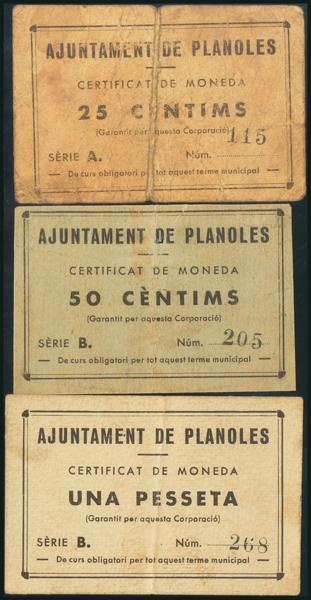 AJUNTAMENT DE PLANOLES
CERTIFICAT DE MONEDA
25 CÈNTIMS
(Garantit per aquesta Corporació)
SÈRIE A. Núm. 115
— De curs obligatori per tot aquest terme municipal —
AJUNTAMENT DE PLANOLES
CERTIFICAT DE MONEDA
50 CÈNTIMS
(Garantit per aquesta Corporació)
SÈRIE B. Núm. 205
— De curs obligatori per tot aquest terme municipal —
AJUNTAMENT DE PLANOLES
CERTIFICAT DE MONEDA
UNA PESSETA
(Garantit per aquesta Corporació)
SÈRIE B. Núm. 268
— De curs obligatori per tot aquest terme municipal —